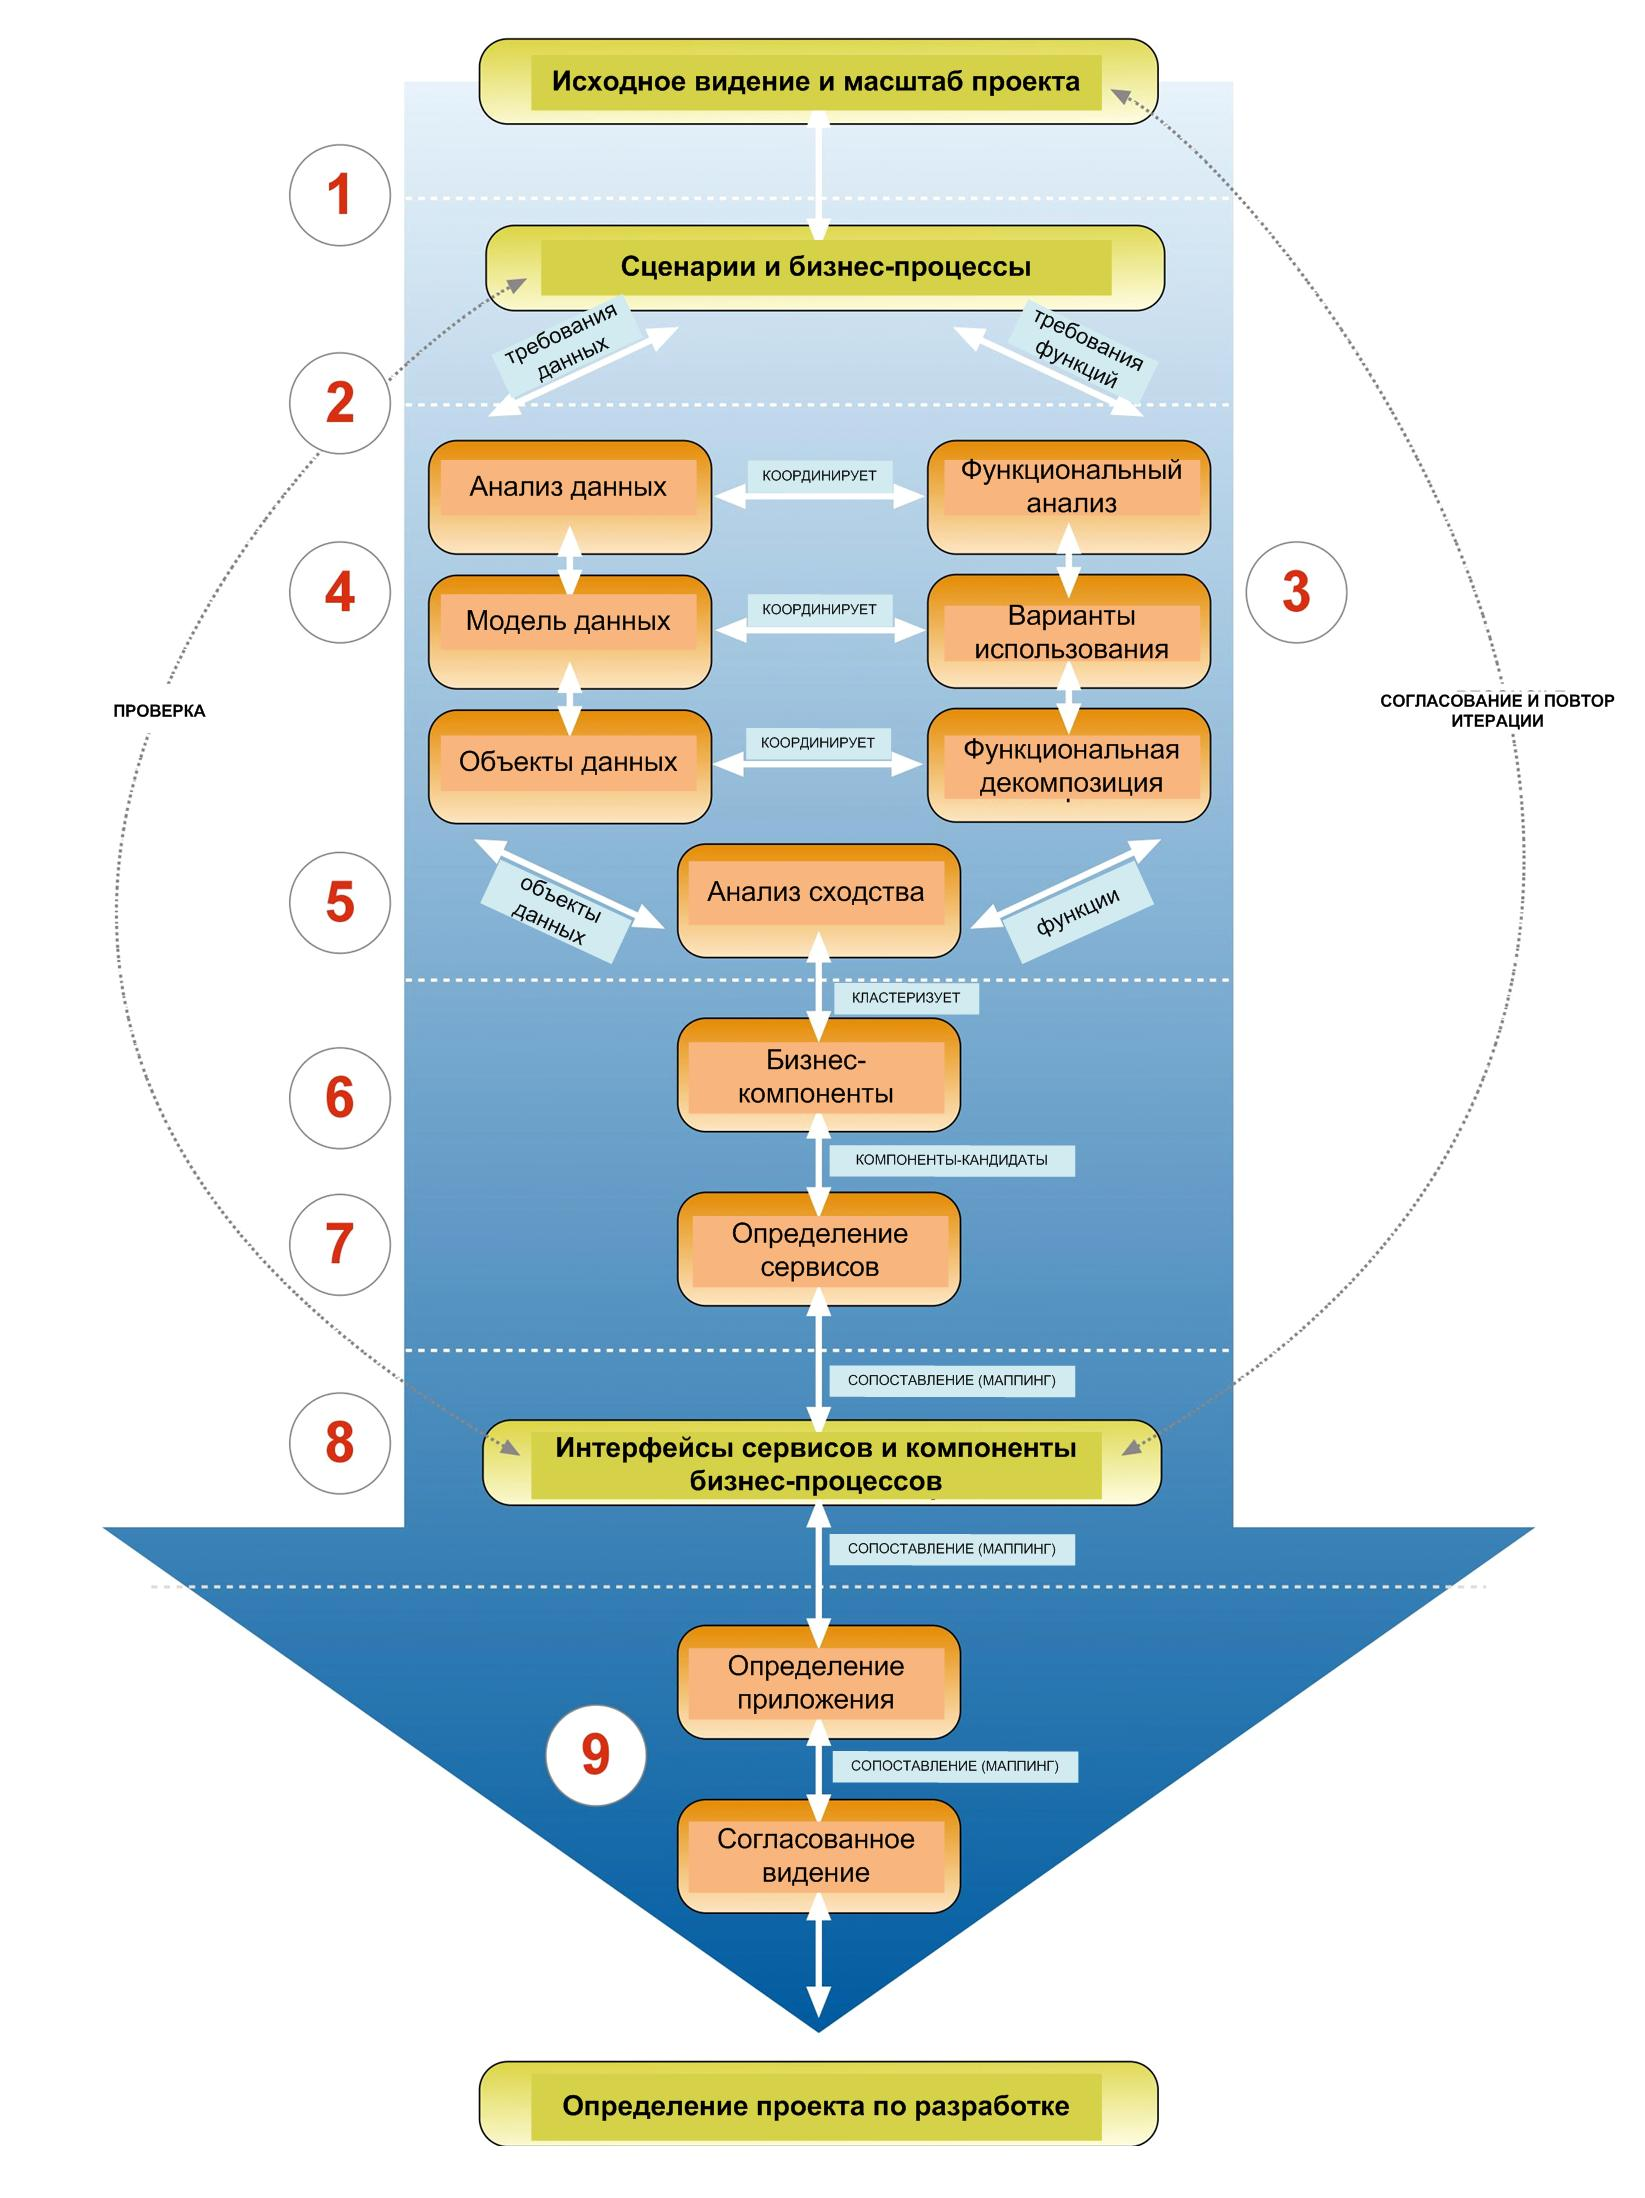 Исходное видение и масштаб проекта
1
Сценарии и бизнес-процессы
требования
данных
требования
функций
2
Анализ данных
КООРДИНИРУЕТ
Функциональный
анализ
4
3
Модель данных
КООРДИНИРУЕТ
Варианты
использования
ПРОВЕРКА
СОГЛАСОВАНИЕ И ПОВТОР
ИТЕРАЦИИ
Объекты данных
КООРДИНИРУЕТ
Функциональная
декомпозиция
5
объекты
данных
Анализ сходства
функции
КЛАСТЕРИЗУЕТ
6
Бизнес-
компоненты
КОМПОНЕНТЫ-КАНДИДАТЫ
7
Определение
сервисов
СОПОСТАВЛЕНИЕ (МАППИНГ)
8
Интерфейсы сервисов и компоненты
бизнес-процессов
СОПОСТАВЛЕНИЕ (МАППИНГ)
Определение
приложения
9
СОПОСТАВЛЕНИЕ (МАППИНГ)
Согласованное
видение
Определение проекта по разработке